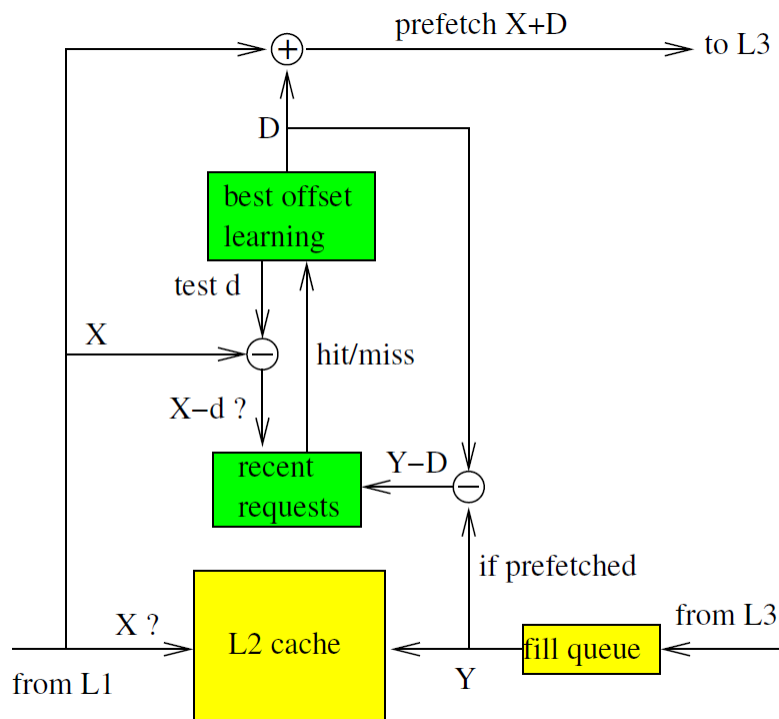 prefetch X+D
to L3
+
D
best offset
learning
test d
X
−
hit/miss
X−d ?
recent
requests
Y−D
−
if prefetched
X ?
L2 cache
from L3
fill queue
Y
from L1